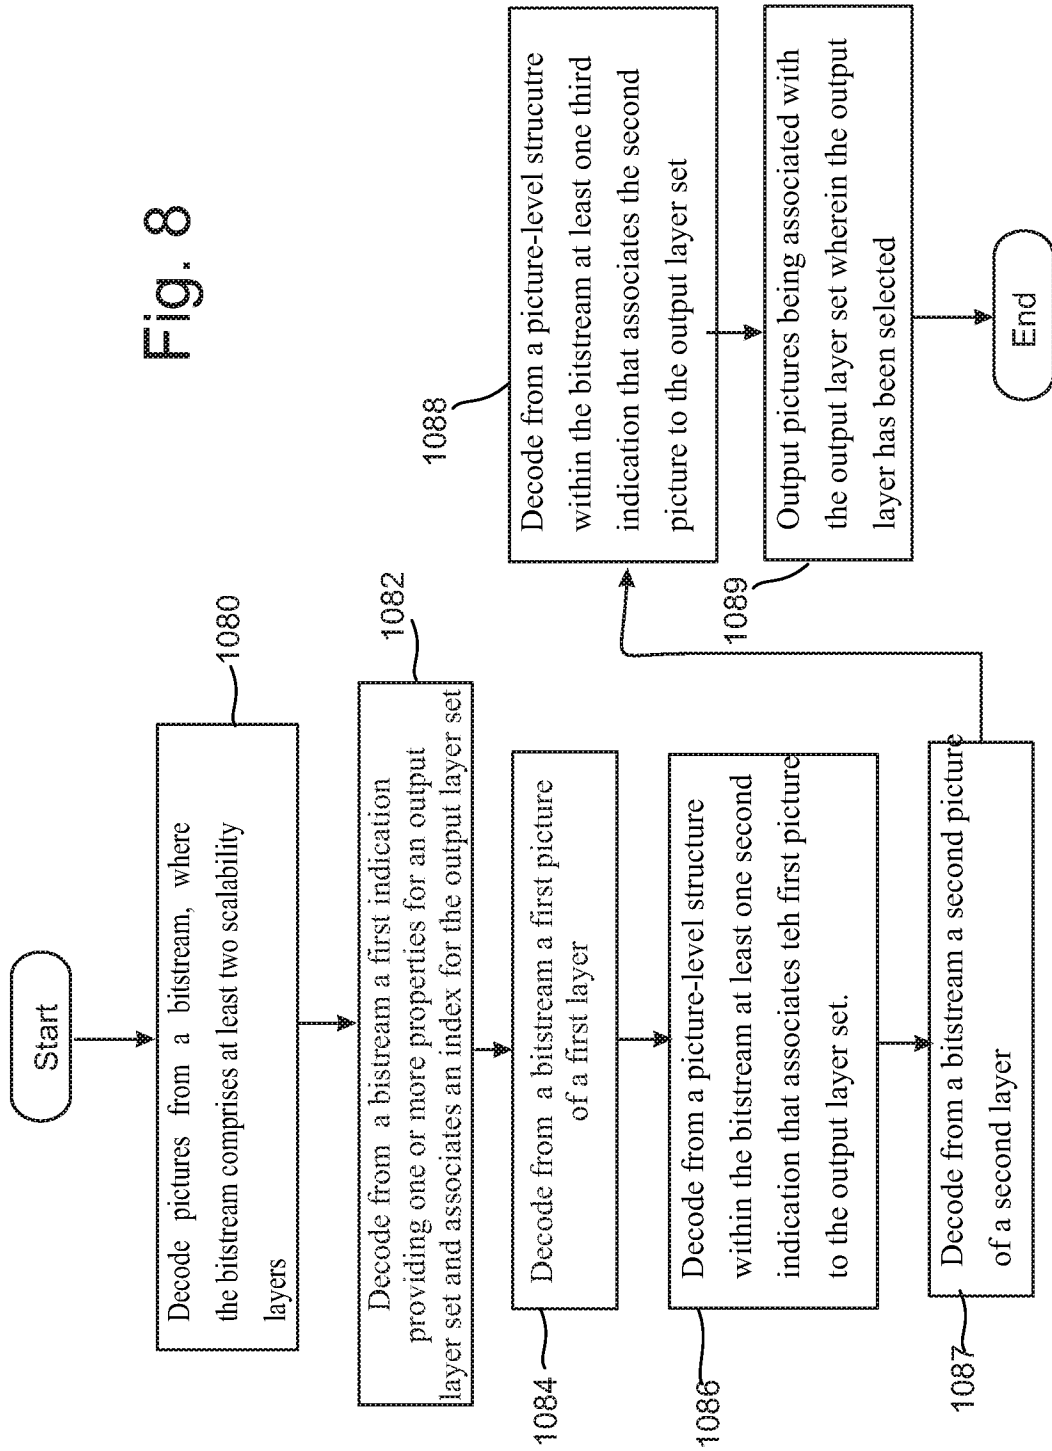 Fig. 8
Start
1080
Decode pictures from a bitstream, where
the bitstream comprises at least two scalability
layers
1082
Decode from a bistream a first indication
providing one or more properties for an output
layer set and associates an index for the output layer set
1084
Decode from a bitstream a first picture
of a first layer
1086
Decode from a picture-level structure
within the bitstream at least one second
indication that associates teh first picture
to the output layer set.
1087
Decode from a bitstream a second picture
of a second layer
1088
Decode from a picture-level strucutre
within the bitstream at least one third
indication that associates the second
picture to the output layer set
1089
Output pictures being associated with
the output layer set wherein the output
layer has been selected
End